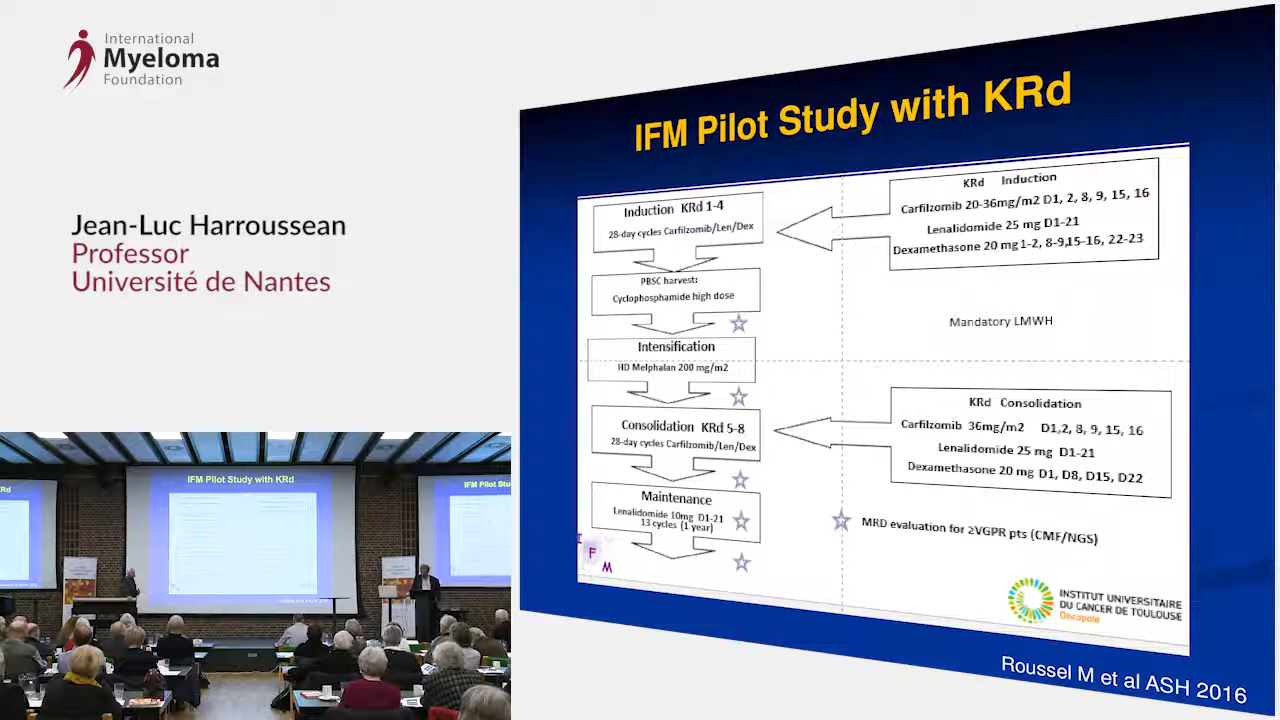 International
Myeloma
Foundation
Jean-Luc Harroussean
Professor
Université de Nantes
IFM Pilot Study with KRd
Induction KRd 1-4
28-day cycles Carfilzomib/Len/Dex
PBSC harvest:
Cyclophosphamide high dose
Intensification
HD Melphalan 200 mg/m2
Consolidation KRd 5-8
28-day cycles Carfilzomib/Len/Dex
Maintenance
Lenalidomide 10mg D1-21
13 cycles (1 year)
I
F
M
KRd Induction
Carfilzomib 20-36mg/m2 D1, 2, 8, 9, 15, 16
Lenalidomide 25 mg D1-21
Dexamethasone 20 mg 1-2, 8-9,15-16, 22-23
Mandatory LMWH
KRd Consolidation
Carfilzomib 36mg/m2 D1,2, 8, 9, 15, 16
Lenalidomide 25 mg D1-21
Dexamethasone 20 mg D1, D8, D15, D22
MRD evaluation for ≥VGPR pts (CMF/NGS)
INSTITUT UNIVERSITAIRE
DU CANCER DE TOULOUSE
Oncopole
Roussel M et al ASH 2016
KRd
IFM Pilot Study with KRd
IFM Pilot Stu